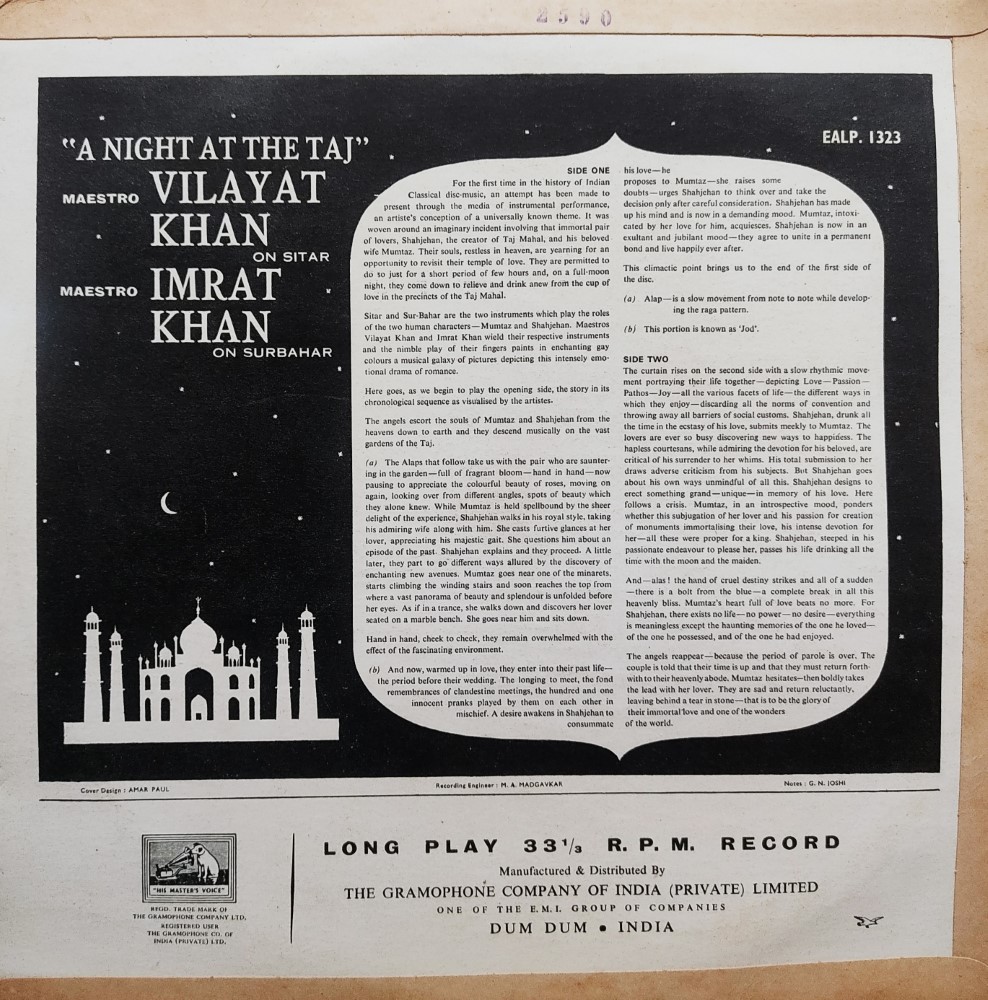 2590
"A NIGHT AT THE TAJ"
MAESTRO VILAYAT
KHAN
ON SITAR
MAESTRO IMRAT
KHAN
ON SURBAHAR
EALP. 1323
SIDE ONE
For the first time in the history of Indian
Classical disc-music, an attempt has been made to
present through the media of instrumental performance,
an artiste's conception of a universally known theme. It was
woven around an imaginary incident involving that immortal pair
of lovers, Shahjehan, the creator of Taj Mahal, and his beloved
wife Mumtaz. Their souls, restless in heaven, are yearning for an
opportunity to revisit their temple of love. They are permitted to
do so just for a short period of few hours and, on a full-moon
night, they come down to relieve and drink anew from the cup of
love in the precincts of the Taj Mahal.
Sitar and Sur-Bahar are the two instruments which play the roles
of the two human characters—Mumtaz and Shahjehan. Maestros
Vilayat Khan and Imrat Khan wield their respective instruments
and the nimble play of their fingers paints in enchanting gay
colours a musical galaxy of pictures depicting this intensely emo-
tional drama of romance.
Here goes, as we begin to play the opening side, the story in its
chronological sequence as visualised by the artistes.
The angels escort the souls of Mumtaz and Shahjehan from the
heavens down to earth and they descend musically on the vast
gardens of the Taj.
(a) The Alaps that follow take us with the pair who are saunter-
ing in the garden—full of fragrant bloom—hand in hand—now
pausing to appreciate the colourful beauty of roses, moving on
again, looking over from different angles, spots of beauty which
they alone knew. While Mumtaz is held spellbound by the sheer
delight of the experience, Shahjehan walks in his royal style, taking
his admiring wife along with him. She casts furtive glances at her
lover, appreciating his majestic gait. She questions him about an
episode of the past. Shahjehan explains and they proceed. A little
later, they part to go different ways allured by the discovery of
enchanting new avenues. Mumtaz goes near one of the minarets,
starts climbing the winding stairs and soon reaches the top from
where a vast panorama of beauty and splendour is unfolded before
her eyes. As if in a trance, she walks down and discovers her lover
seated on a marble bench. She goes near him and sits down.
Hand in hand, cheek to cheek, they remain overwhelmed with the
effect of the fascinating environment.
(b) And now, warmed up in love, they enter into their past life—
the period before their wedding. The longing to meet, the fond
remembrances of clandestine meetings, the hundred and one
innocent pranks played by them on each other in
mischief. A desire awakens in Shahjehan to
consummate
his love—he
proposes to Mumtaz—she raises some
doubts—urges Shahjehan to think over and take the
decision only after careful consideration. Shahjehan has made
up his mind and is now in a demanding mood. Mumtaz, intoxi-
cated by her love for him, acquiesces. Shahjehan is now in an
exultant and jubilant mood—they agree to unite in a permanent
bond and live happily ever after.
This climactic point brings us to the end of the first side of
the disc.
(a) Alap—is a slow movement from note to note while develop-
ing the raga pattern.
(b) This portion is known as 'Jod'.
SIDE TWO
The curtain rises on the second side with a slow rhythmic move-
ment portraying their life together—depicting Love—Passion—
Pathos—Joy—all the various facets of life—the different ways in
which they enjoy—discarding all the norms of convention and
throwing away all barriers of social customs. Shahjehan, drunk all
the time in the ecstasy of his love, submits meekly to Mumtaz. The
lovers are ever so busy discovering new ways to happiness. The
hapless courtesans, while admiring the devotion for his beloved, are
critical of his surrender to her whims. His total submission to her
draws adverse criticism from his subjects. But Shahjehan goes
about his own ways unmindful of all this. Shahjehan designs to
erect something grand—unique—in memory of his love. Here
follows a crisis. Mumtaz, in an introspective mood, ponders
whether this subjugation of her lover and his passion for creation
of monuments immortalising their love, his intense devotion for
her—all these were proper for a king. Shahjehan, steeped in his
passionate endeavour to please her, passes his life drinking all the
time with the moon and the maiden.
And—alas! the hand of cruel destiny strikes and all of a sudden
—there is a bolt from the blue—a complete break in all this
heavenly bliss. Mumtaz's heart full of love beats no more. For
Shahjehan, there exists no life—no power—no desire—everything
is meaningless except the haunting memories of the one he loved—
of the one he possessed, and of the one he had enjoyed.
The angels reappear—because the period of parole is over. The
couple is told that their time is up and that they must return forth-
with to their heavenly abode. Mumtaz hesitates—then boldly takes
the lead with her lover. They are sad and return reluctantly,
leaving behind a tear in stone—that is to be the glory of
their immortal love and one of the wonders
of the world.
Cover Design : AMAR PAUL
Recording Engineer : M. A. MADGAVKAR
Notes : G. N. JOSHI
"HIS MASTER'S VOICE"
REGD. TRADE MARK OF
THE GRAMOPHONE COMPANY LTD.
REGISTERED USER
THE GRAMOPHONE CO. OF
INDIA (PRIVATE) LTD.
LONG PLAY 33 1/3 R. P. M. RECORD
Manufactured & Distributed By
THE GRAMOPHONE COMPANY OF INDIA (PRIVATE) LIMITED
ONE OF THE E.M.I. GROUP OF COMPANIES
DUM DUM • INDIA